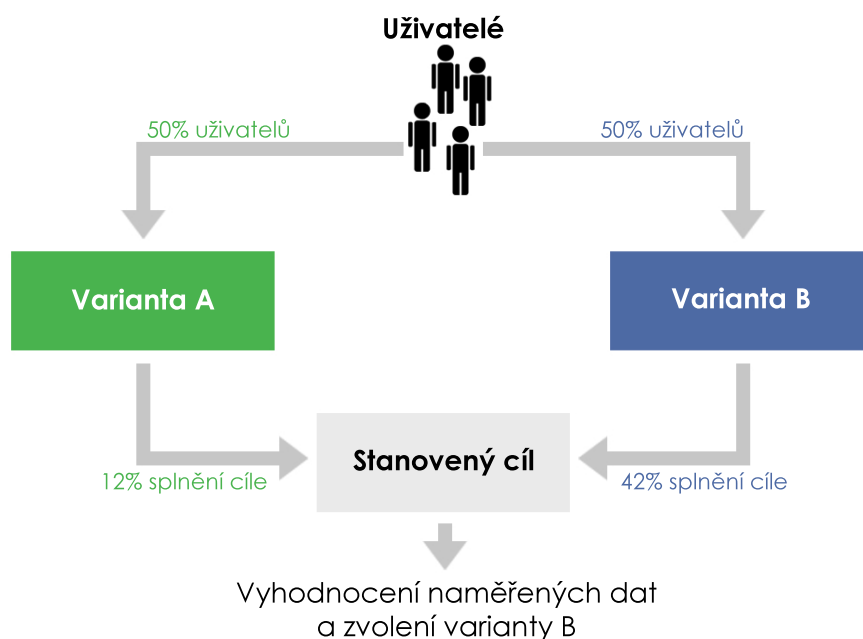 Uživatelé
50% uživatelů
50% uživatelů
Varianta A
Varianta B
Stanovený cíl
12% splnění cíle
42% splnění cíle
Vyhodnocení naměřených dat
a zvolení varianty B